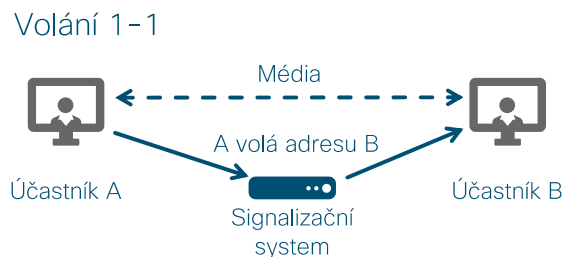 Volání 1-1
Média
A volá adresu B
Účastník A
Účastník B
Signalizační
system